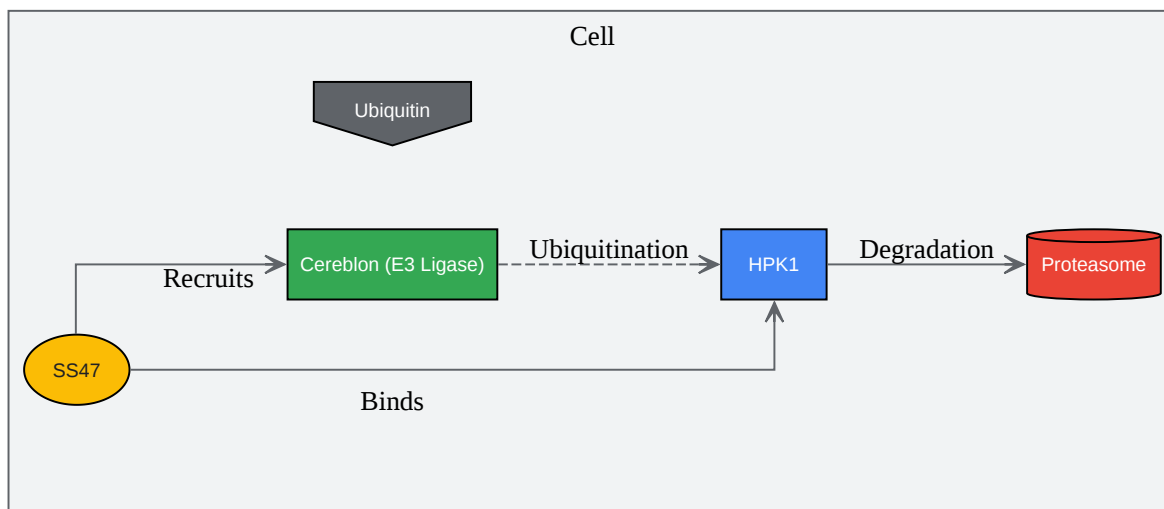 Cell
Ubiquitin
Cereblon (E3 Ligase)
Ubiquitination
HPK1
Degradation
Proteasome
Recruits
SS47
Binds